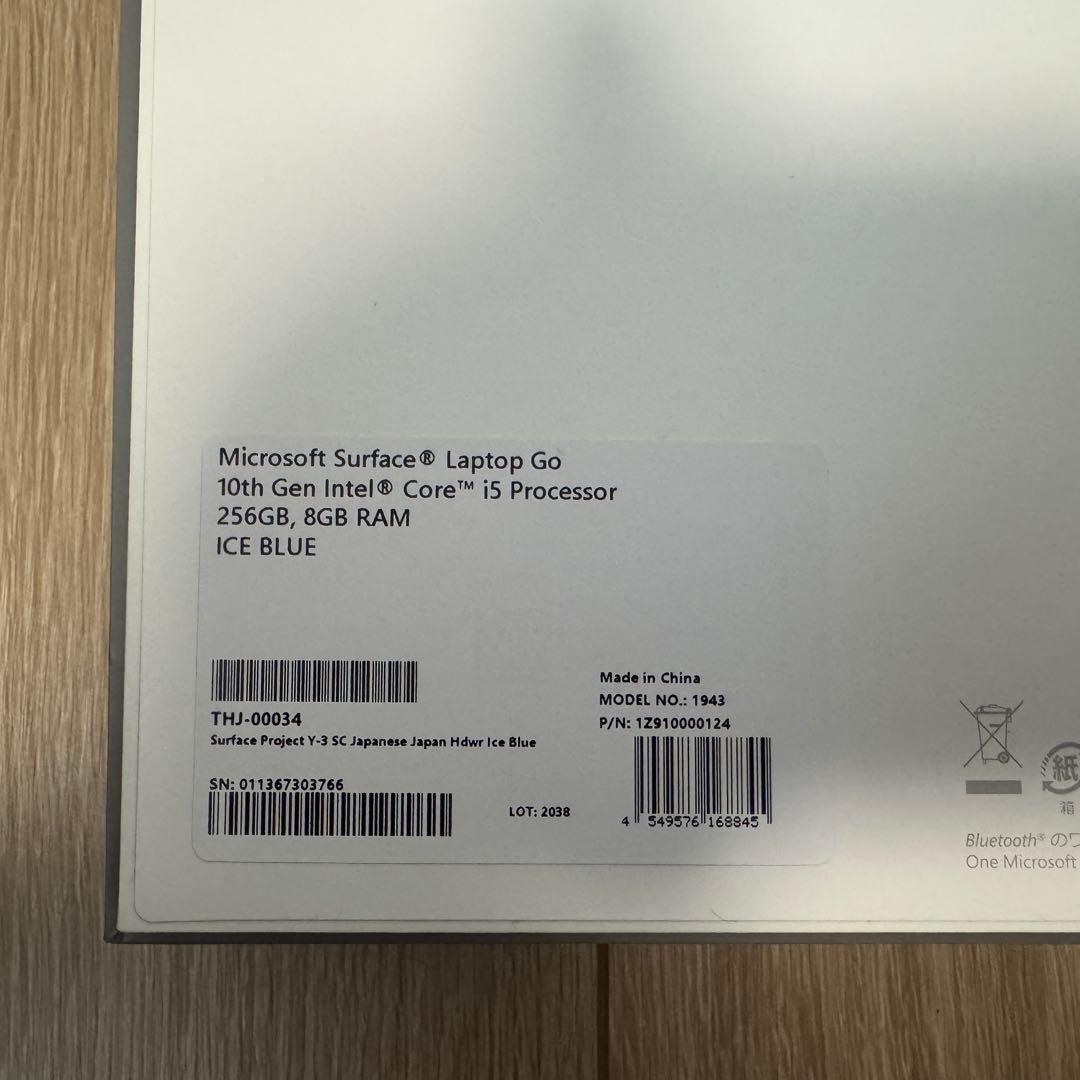 Microsoft Surface® Laptop Go
10th Gen Intel® Core™ i5 Processor
256GB, 8GB RAM
ICE BLUE
THJ-00034
Surface Project Y-3 SC Japanese Japan Hdwr Ice Blue
SN: 011367303766
LOT: 2038
Made in China
MODEL NO.: 1943
P/N: 1Z910000124
4 549576 168845
紙
箱
Bluetooth® のワ
One Microsoft